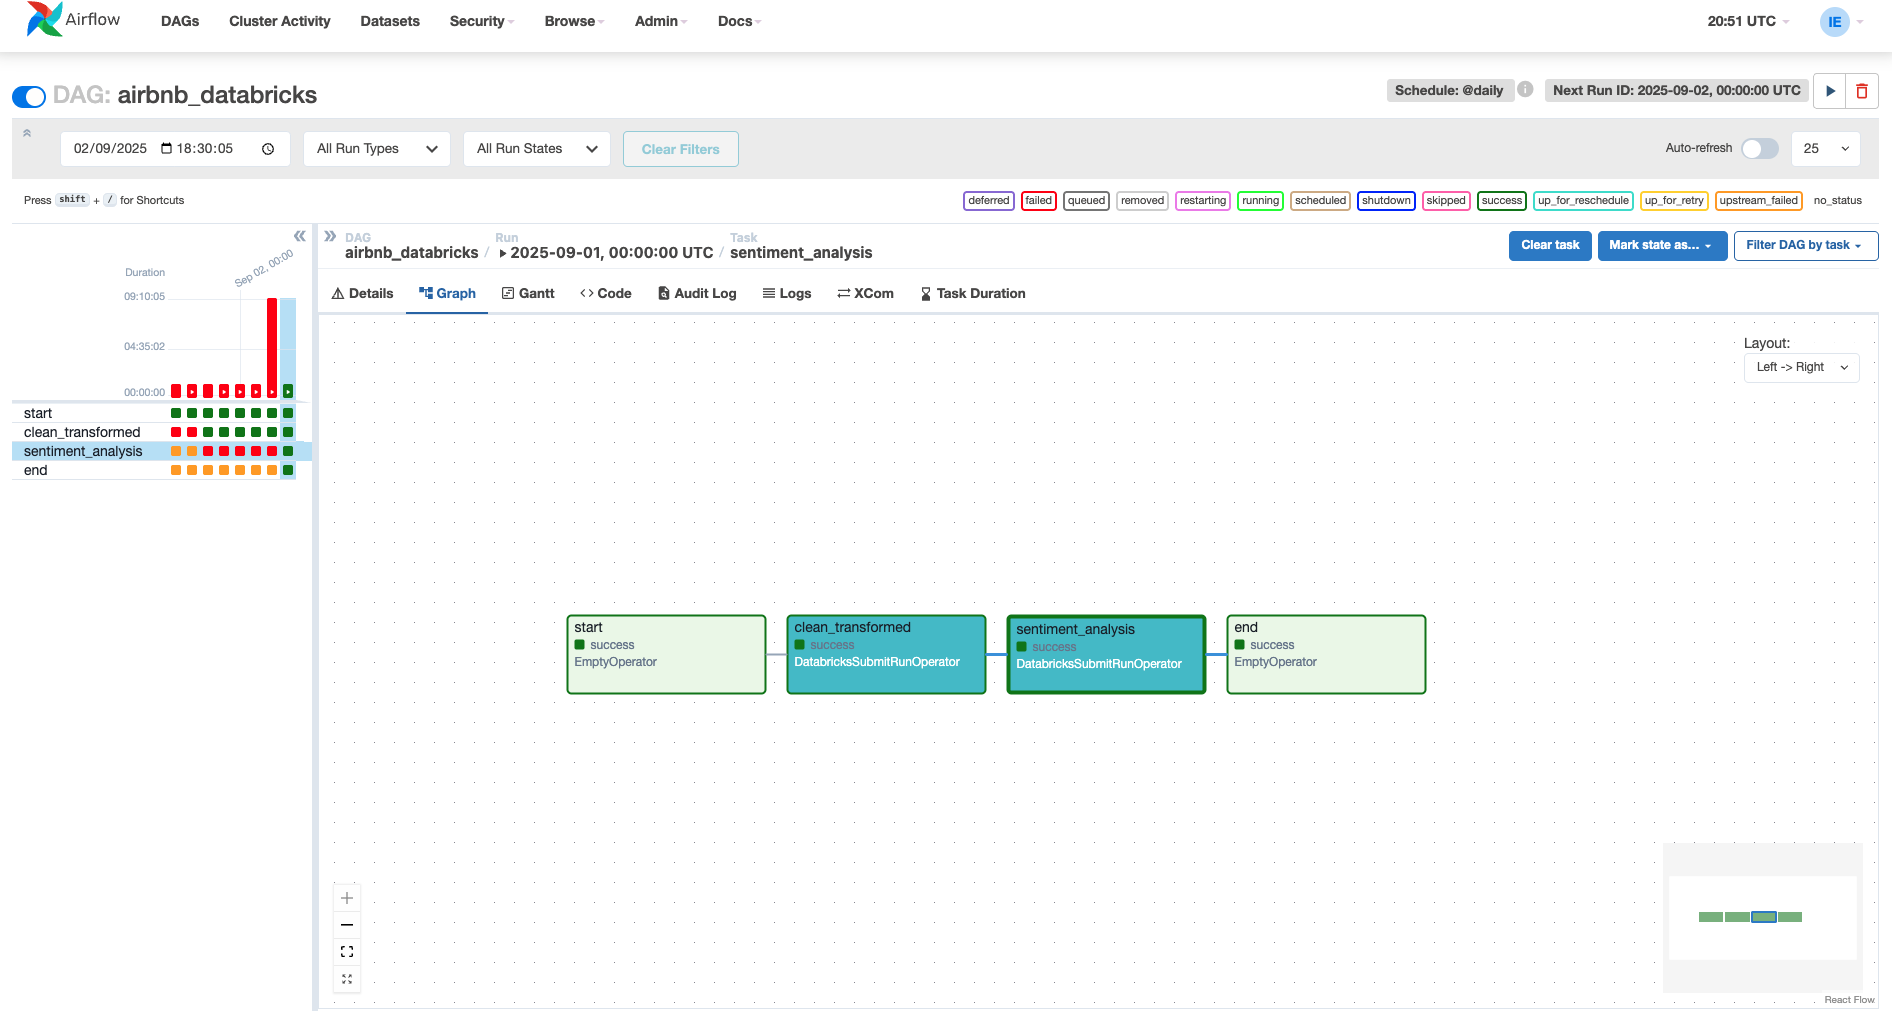 Airflow DAGs Cluster Activity Datasets Security Browse Admin Docs 20:51 UTC IE
DAG: airbnb_databricks Schedule: @daily i Next Run ID: 2025-09-02, 00:00:00 UTC
02/09/2025 18:30:05 All Run Types All Run States Clear Filters Auto-refresh 25
Press shift + / for Shortcuts deferred failed queued removed restarting running scheduled shutdown skipped success up_for_reschedule up_for_retry upstream_failed no_status
Duration
Sep 02, 00:00
09:10:05
04:35:02
00:00:00
start
clean_transformed
sentiment_analysis
end
DAG Run Task
airbnb_databricks / 2025-09-01, 00:00:00 UTC / sentiment_analysis
Clear task Mark state as... Filter DAG by task
Details Graph Gantt Code Audit Log Logs XCom Task Duration
Layout:
Left -> Right
start
success
EmptyOperator
clean_transformed
success
DatabricksSubmitRunOperator
sentiment_analysis
success
DatabricksSubmitRunOperator
end
success
EmptyOperator
React Flow